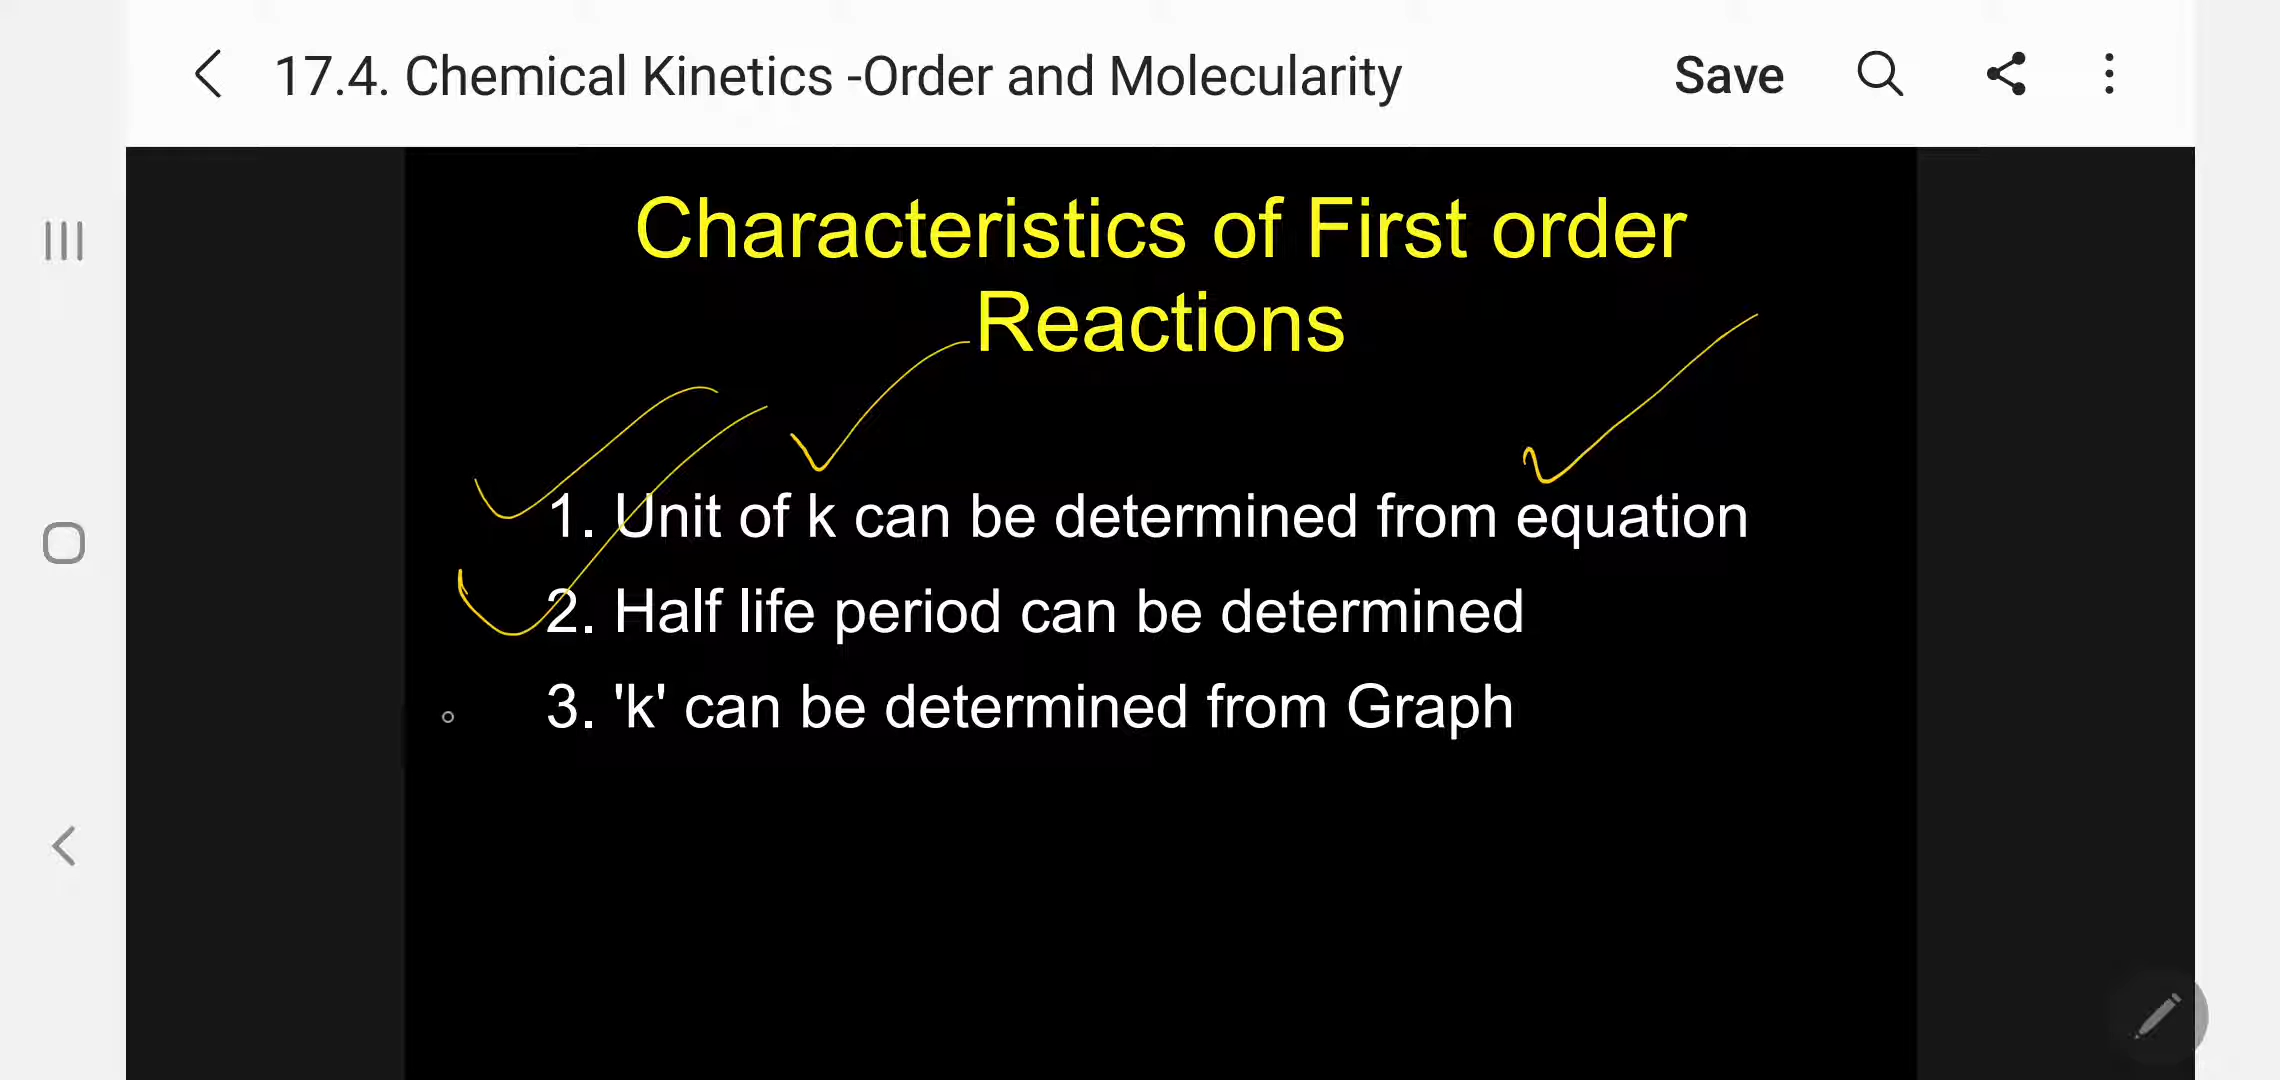 17.4. Chemical Kinetics -Order and Molecularity
Save
Characteristics of First order
Reactions
1. Unit of k can be determined from equation
2. Half life period can be determined
3. 'k' can be determined from Graph